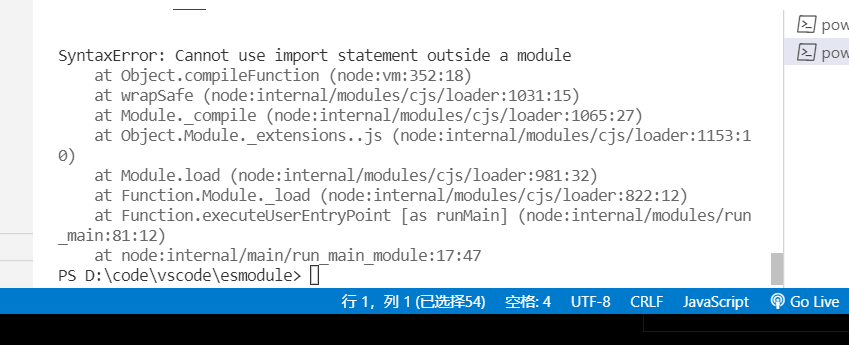 pow
SyntaxError: Cannot use import statement outside a module
pow
at Object.compileFunction (node:vm:352:18)
at wrapSafe (node:internal/modules/cjs/loader:1031:15)
at Module._compile (node:internal/modules/cjs/loader:1065:27)
at Object.Module._extensions..js (node:internal/modules/cjs/loader:1153:1
0)
at Module.load (node:internal/modules/cjs/loader:981:32)
at Function.Module._load (node:internal/modules/cjs/loader:822:12)
at Function.executeUserEntryPoint [as runMain] (node:internal/modules/run
_main:81:12)
at node:internal/main/run_main_module:17:47
PS D:\code\vscode\esmodule>
行 1，列 1 (已选择54) 空格: 4 UTF-8 CRLF JavaScript Go Live